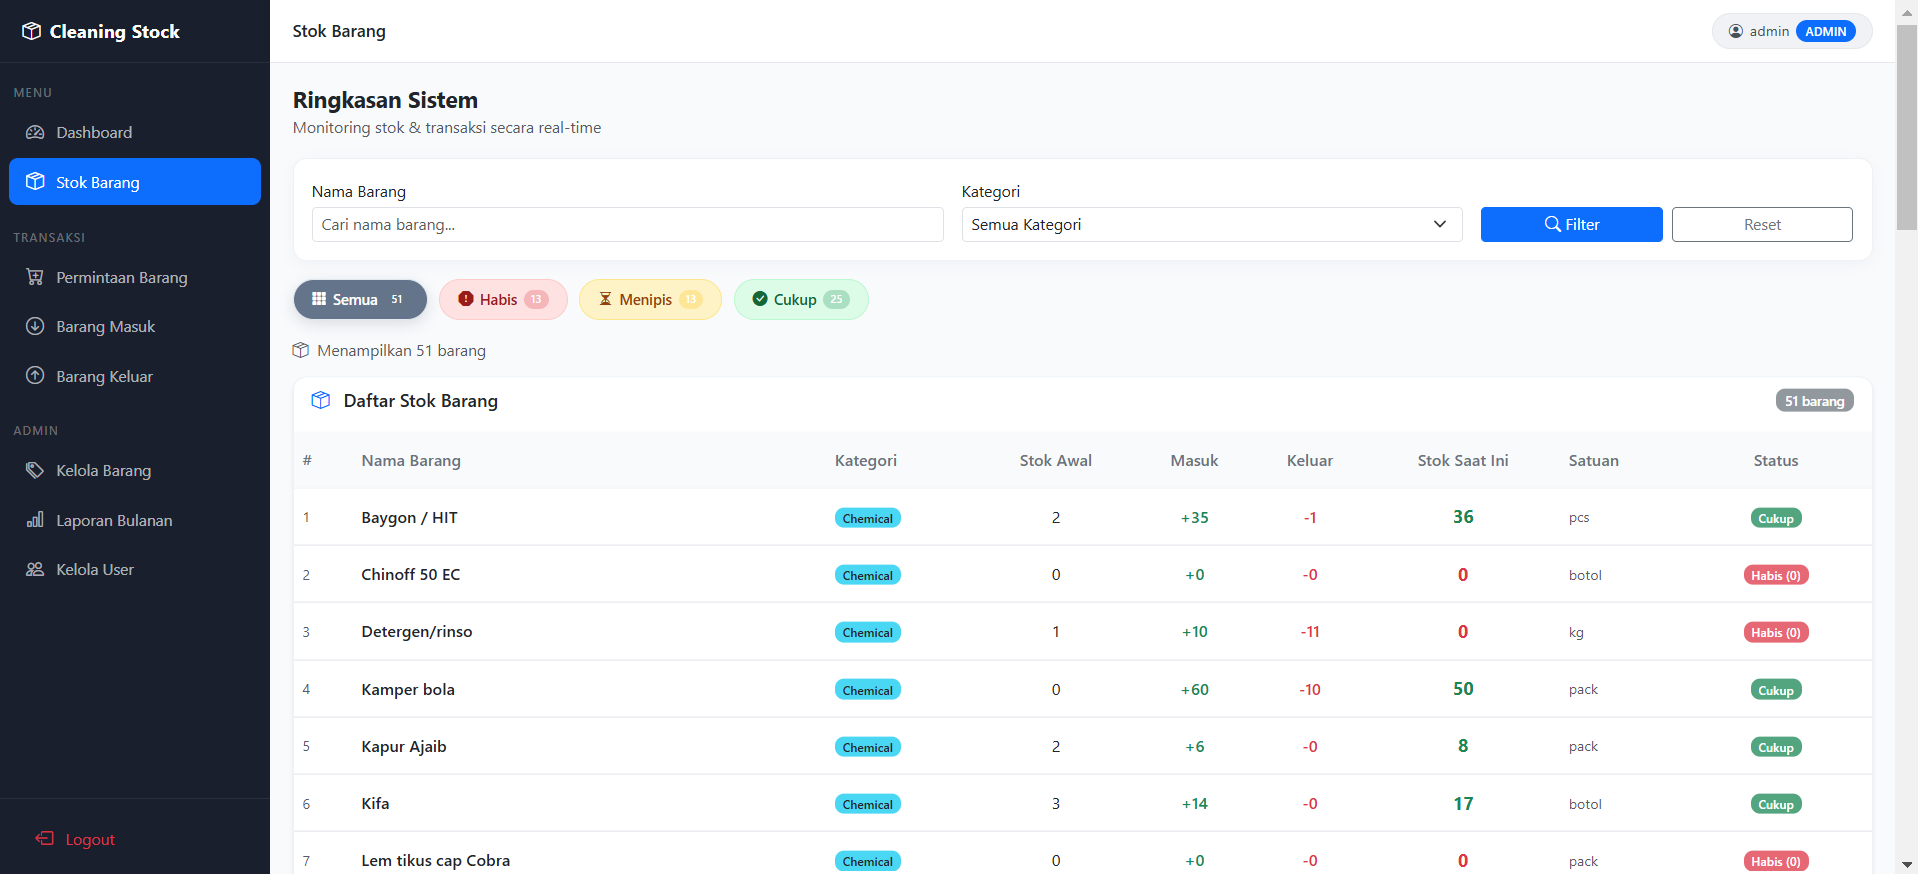 Cleaning Stock
MENU
Dashboard
Stok Barang
TRANSAKSI
Permintaan Barang
Barang Masuk
Barang Keluar
ADMIN
Kelola Barang
Laporan Bulanan
Kelola User
Logout
Stok Barang
admin ADMIN
Ringkasan Sistem
Monitoring stok & transaksi secara real-time
Nama Barang Kategori
Cari nama barang... Semua Kategori Filter Reset
Semua 51 Habis 13 Menipis 13 Cukup 25
Menampilkan 51 barang
Daftar Stok Barang 51 barang
# Nama Barang Kategori Stok Awal Masuk Keluar Stok Saat Ini Satuan Status
1 Baygon / HIT Chemical 2 +35 -1 36 pcs Cukup
2 Chinoff 50 EC Chemical 0 +0 -0 0 botol Habis (0)
3 Detergen/rinso Chemical 1 +10 -11 0 kg Habis (0)
4 Kamper bola Chemical 0 +60 -10 50 pack Cukup
5 Kapur Ajaib Chemical 2 +6 -0 8 pack Cukup
6 Kifa Chemical 3 +14 -0 17 botol Cukup
7 Lem tikus cap Cobra Chemical 0 +0 -0 0 pack Habis (0)